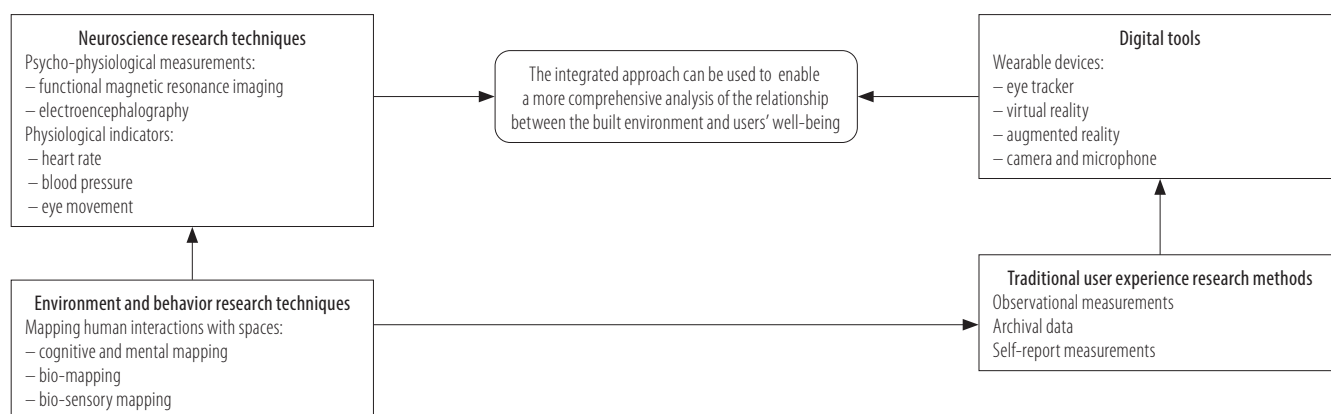 Neuroscience research techniques
Psycho-physiological measurements:
– functional magnetic resonance imaging
– electroencephalography
Physiological indicators:
– heart rate
– blood pressure
– eye movement
The integrated approach can be used to enable
a more comprehensive analysis of the relationship
between the built environment and users' well-being
Digital tools
Wearable devices:
– eye tracker
– virtual reality
– augmented reality
– camera and microphone
Environment and behavior research techniques
Mapping human interactions with spaces:
– cognitive and mental mapping
– bio-mapping
– bio-sensory mapping
Traditional user experience research methods
Observational measurements
Archival data
Self-report measurements